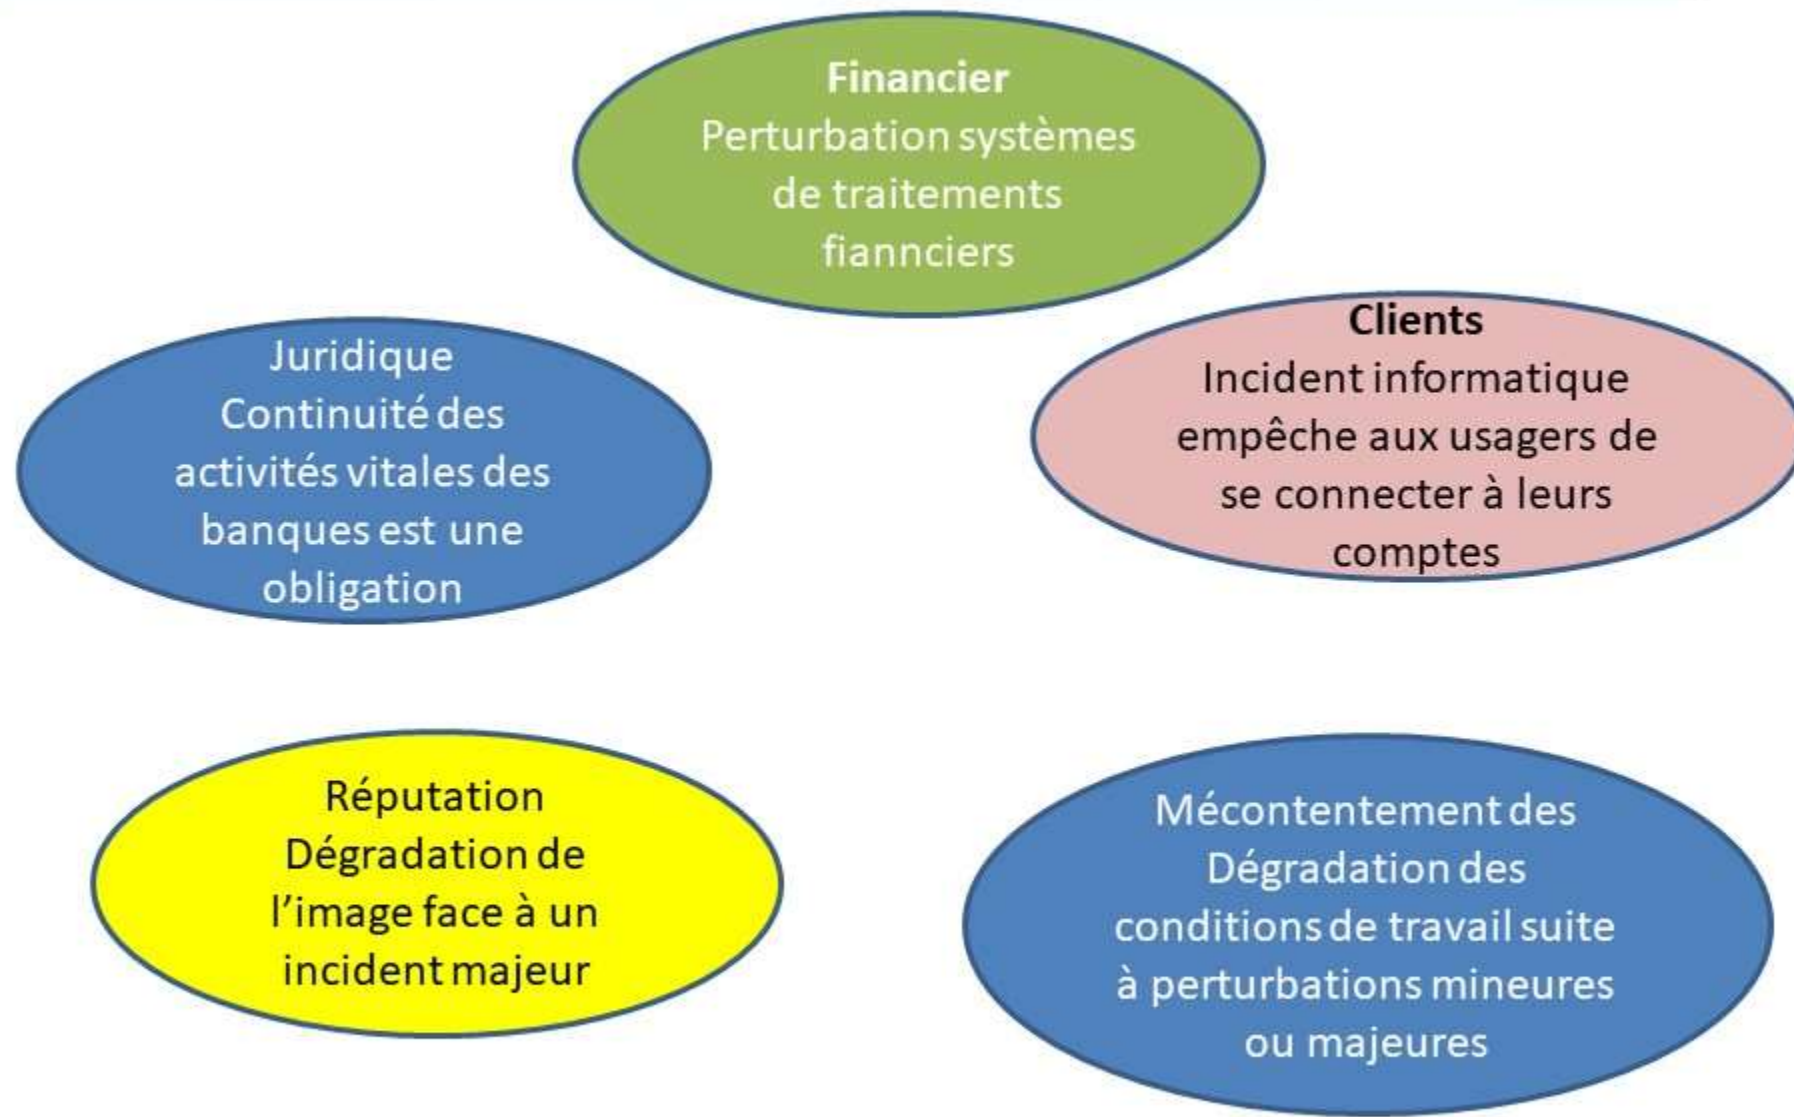 Financier
Perturbation systèmes
de traitements
fiannciers
Juridique
Continuité des
activités vitales des
banques est une
obligation
Clients
Incident informatique
empêche aux usagers de
se connecter à leurs
comptes
Réputation
Dégradation de
l’image face à un
incident majeur
Mécontentement des
Dégradation des
conditions de travail suite
à perturbations mineures
ou majeures